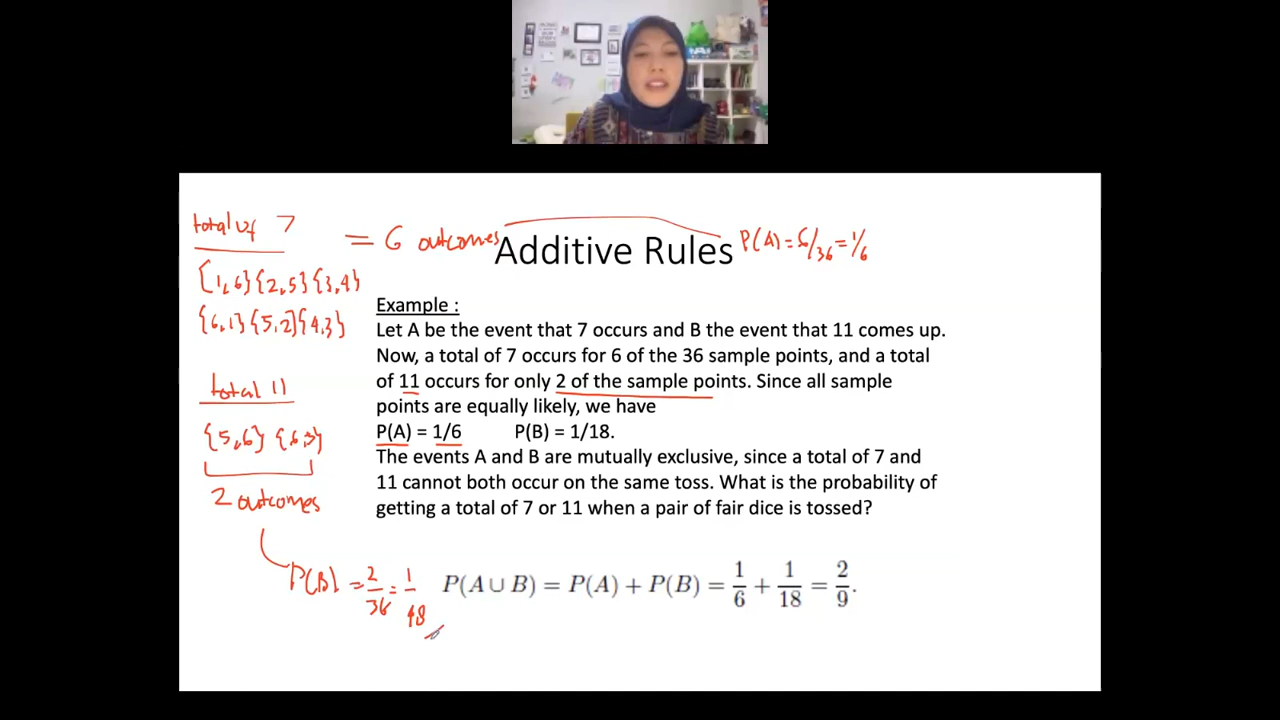 total of 7
= 6 outcomes
Additive Rules
P(A) = 6/36 = 1/6
{1,6} {2,5} {3,4}
{6,1} {5,2} {4,3}
Example :
Let A be the event that 7 occurs and B the event that 11 comes up.
Now, a total of 7 occurs for 6 of the 36 sample points, and a total
of 11 occurs for only 2 of the sample points. Since all sample
points are equally likely, we have
P(A) = 1/6 P(B) = 1/18.
The events A and B are mutually exclusive, since a total of 7 and
11 cannot both occur on the same toss. What is the probability of
getting a total of 7 or 11 when a pair of fair dice is tossed?
total 11
{5,6}
2 outcomes
P(B) = 2/36 = 1/18
P(A ∪ B) = P(A) + P(B) = 1/6 + 1/18 = 2/9.